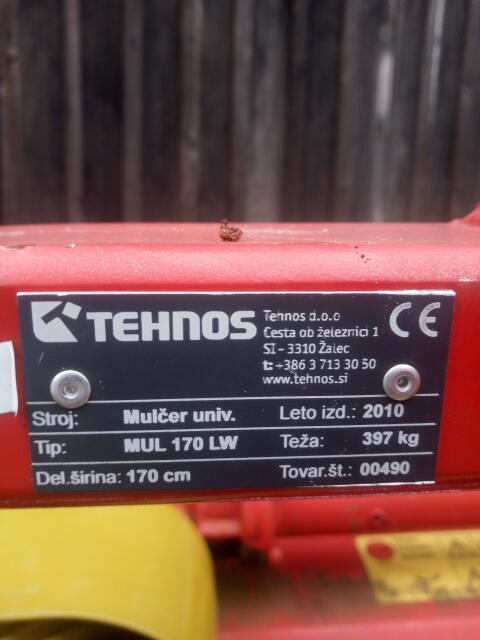 TEHNOS
Tehnos d.o.o
Cesta ob železnici 1
SI - 3310 Žalec
t: +386 3 713 30 50
www.tehnos.si
CE
Stroj: Mulčer univ. Leto izd.: 2010
Tip: MUL 170 LW Teža: 397 kg
Del.širina: 170 cm Tovar.št.: 00490